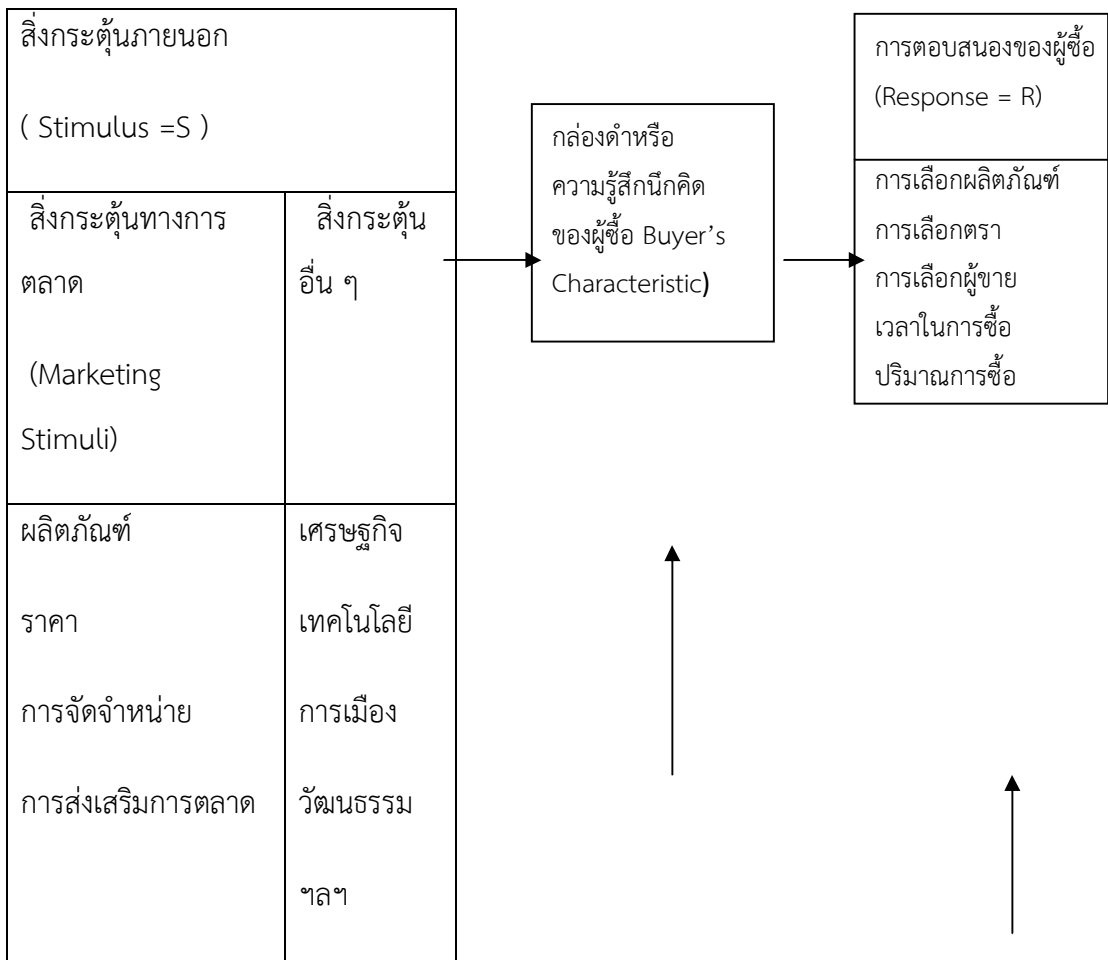 สิ่งกระตุ้นภายนอก
( Stimulus =S )
สิ่งกระตุ้นทางการ
ตลาด
(Marketing
Stimuli)
สิ่งกระตุ้น
อื่น ๆ
ผลิตภัณฑ์
ราคา
การจัดจำหน่าย
การส่งเสริมการตลาด
เศรษฐกิจ
เทคโนโลยี
การเมือง
วัฒนธรรม
ฯลฯ
กล่องดำหรือ
ความรู้สึกนึกคิด
ของผู้ซื้อ Buyer’s
Characteristic)
การตอบสนองของผู้ซื้อ
(Response = R)
การเลือกผลิตภัณฑ์
การเลือกตรา
การเลือกผู้ขาย
เวลาในการซื้อ
ปริมาณการซื้อ